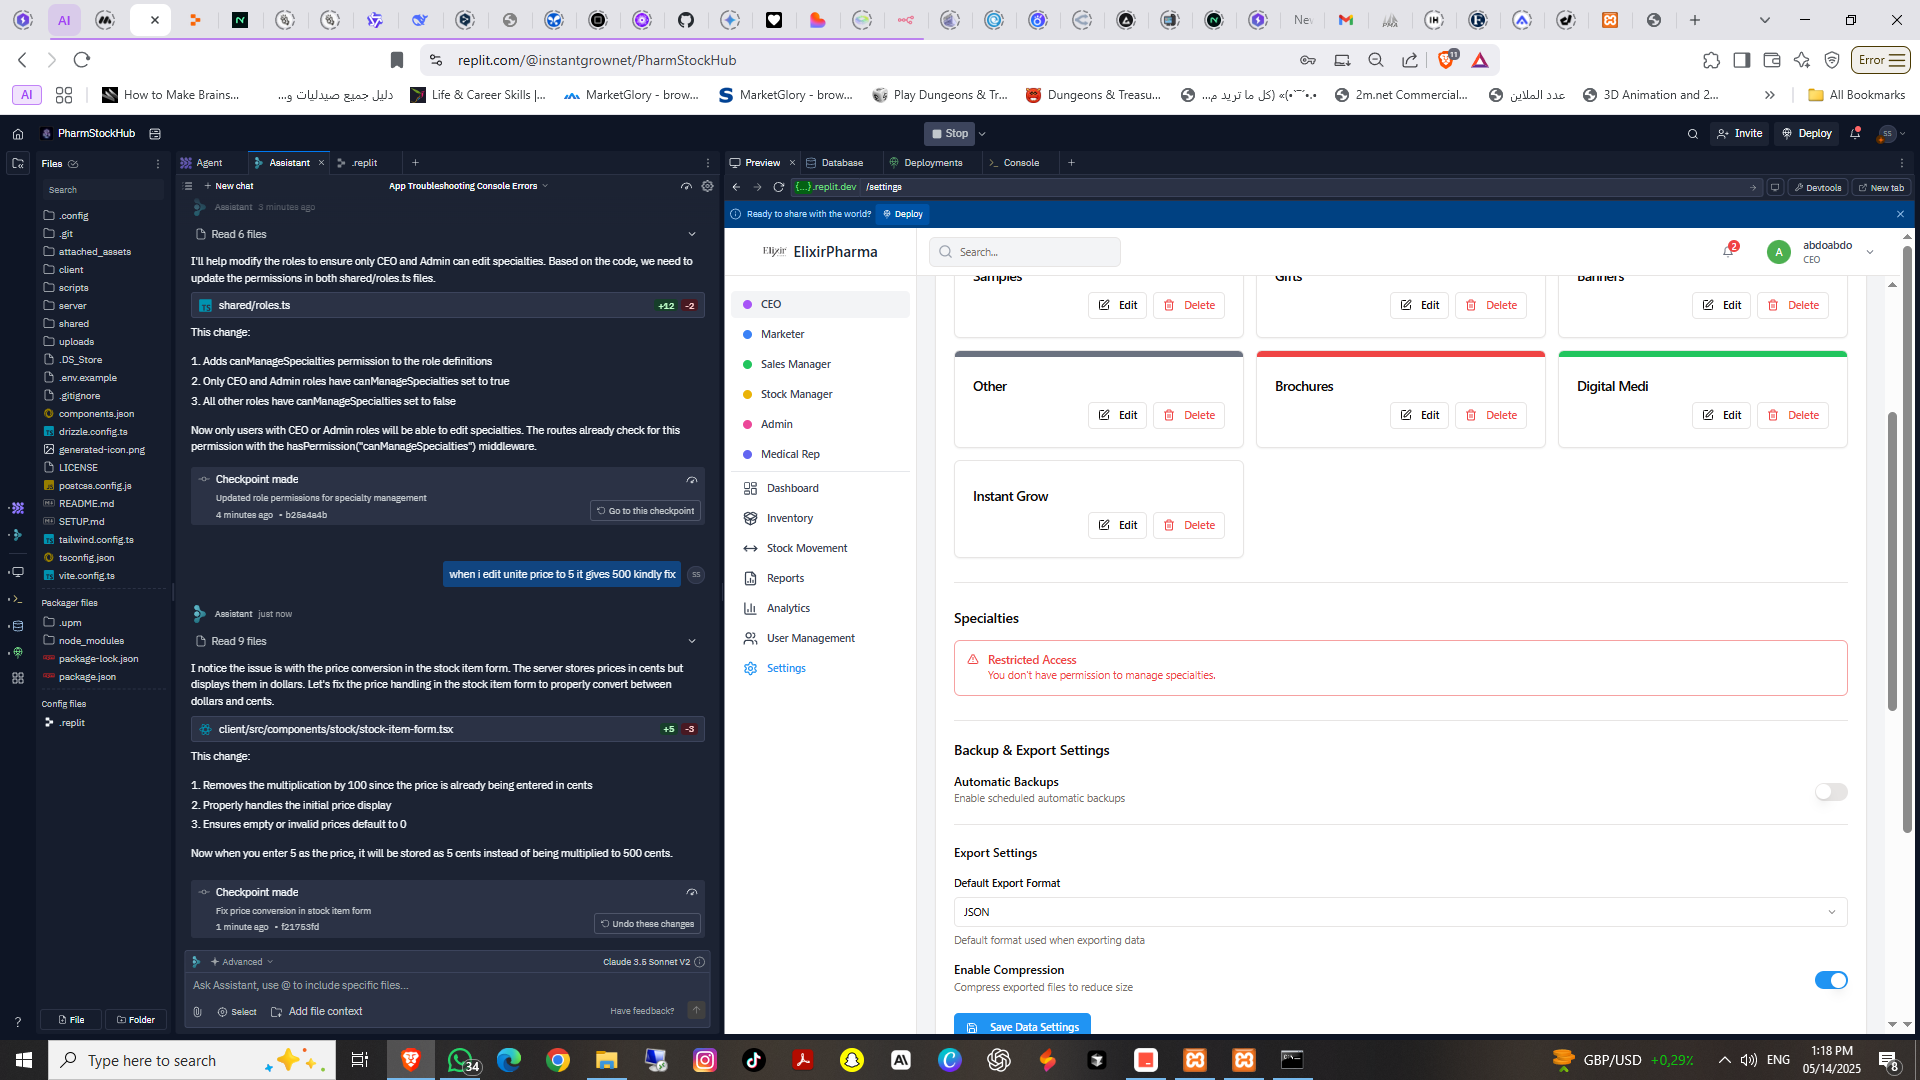 AI
New
replit.com/@instantgrownet/PharmStockHub
11
Error
AI
How to Make Brains...
دليل جميع صيدليات و...
Life & Career Skills |...
MarketGlory - brow...
MarketGlory - brow...
Play Dungeons & Tr...
Dungeons & Treasu...
2m.net Commercial...
عدد الملاين
3D Animation and 2...
All Bookmarks
PharmStockHub
Stop
Invite
Deploy
SS
Files
Agent
Assistant
.replit
Preview
Database
Deployments
Console
Search
New chat
App Troubleshooting Console Errors
{...}.replit.dev
/settings
Devtools
New tab
Ready to share with the world?
Deploy
.config
.git
attached_assets
client
scripts
server
shared
uploads
.DS_Store
.env.example
.gitignore
components.json
drizzle.config.ts
generated-icon.png
LICENSE
postcss.config.js
README.md
SETUP.md
tailwind.config.ts
tsconfig.json
vite.config.ts
Packager files
.upm
node_modules
package-lock.json
package.json
Config files
.replit
File
Folder
Assistant 3 minutes ago
Read 6 files
I'll help modify the roles to ensure only CEO and Admin can edit specialties. Based on the code, we need to
update the permissions in both shared/roles.ts files.
shared/roles.ts
+12 -2
This change:
1. Adds canManageSpecialties permission to the role definitions
2. Only CEO and Admin roles have canManageSpecialties set to true
3. All other roles have canManageSpecialties set to false
Now only users with CEO or Admin roles will be able to edit specialties. The routes already check for this
permission with the hasPermission("canManageSpecialties") middleware.
Checkpoint made
Updated role permissions for specialty management
4 minutes ago • b25a4a4b
Go to this checkpoint
when i edit unite price to 5 it gives 500 kindly fix
SS
Assistant just now
Read 9 files
I notice the issue is with the price conversion in the stock item form. The server stores prices in cents but
displays them in dollars. Let's fix the price handling in the stock item form to properly convert between
dollars and cents.
client/src/components/stock/stock-item-form.tsx
+5 -3
This change:
1. Removes the multiplication by 100 since the price is already being entered in cents
2. Properly handles the initial price display
3. Ensures empty or invalid prices default to 0
Now when you enter 5 as the price, it will be stored as 5 cents instead of being multiplied to 500 cents.
Checkpoint made
Fix price conversion in stock item form
1 minute ago • f21753fd
Undo these changes
Advanced
Claude 3.5 Sonnet V2
Ask Assistant, use @ to include specific files...
Select
Add file context
Have feedback?
Elixir
ElixirPharma
Search...
2
A
abdoabdo
CEO
CEO
Marketer
Sales Manager
Stock Manager
Admin
Medical Rep
Dashboard
Inventory
Stock Movement
Reports
Analytics
User Management
Settings
Samples
Edit
Delete
Gifts
Edit
Delete
Banners
Edit
Delete
Other
Edit
Delete
Brochures
Edit
Delete
Digital Medi
Edit
Delete
Instant Grow
Edit
Delete
Specialties
Restricted Access
You don't have permission to manage specialties.
Backup & Export Settings
Automatic Backups
Enable scheduled automatic backups
Export Settings
Default Export Format
JSON
Default format used when exporting data
Enable Compression
Compress exported files to reduce size
Save Data Settings
Type here to search
34
GBP/USD +0,29%
ENG
1:18 PM
05/14/2025
8